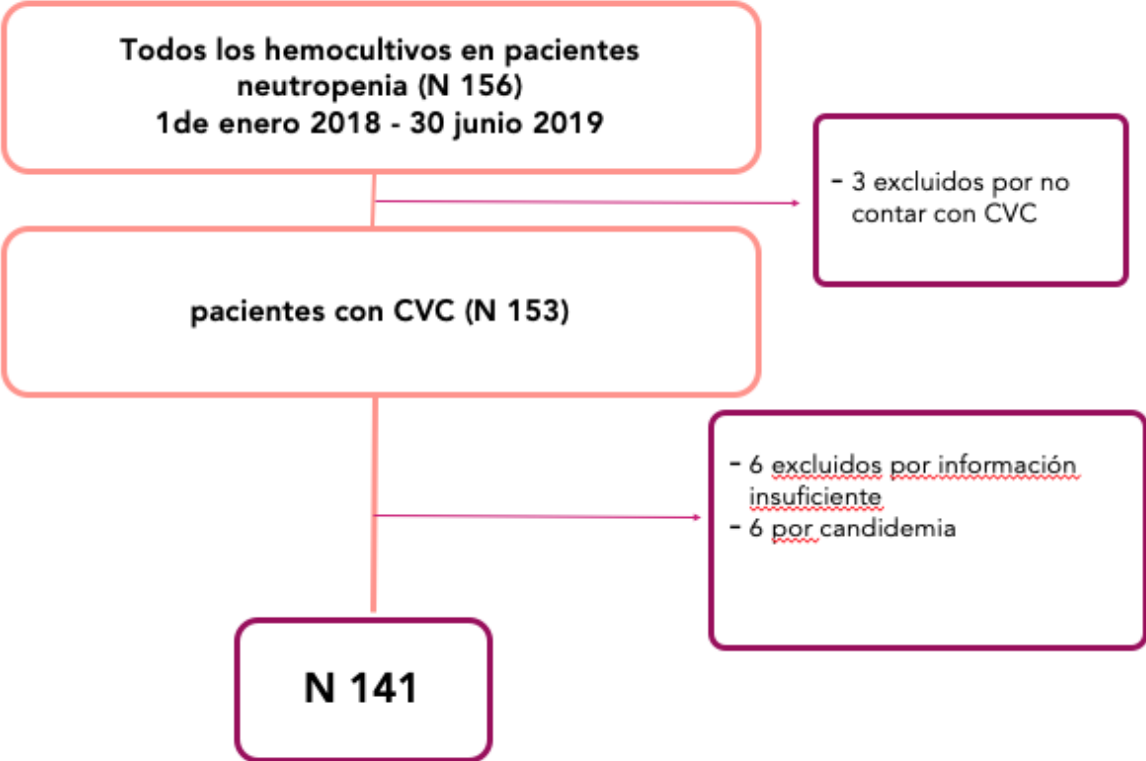 Todos los hemocultivos en pacientes
neutropenia (N 156)
1de enero 2018 - 30 junio 2019
- 3 excluidos por no
contar con CVC
pacientes con CVC (N 153)
- 6 excluidos por información
insuficiente
- 6 por candidemia
N 141